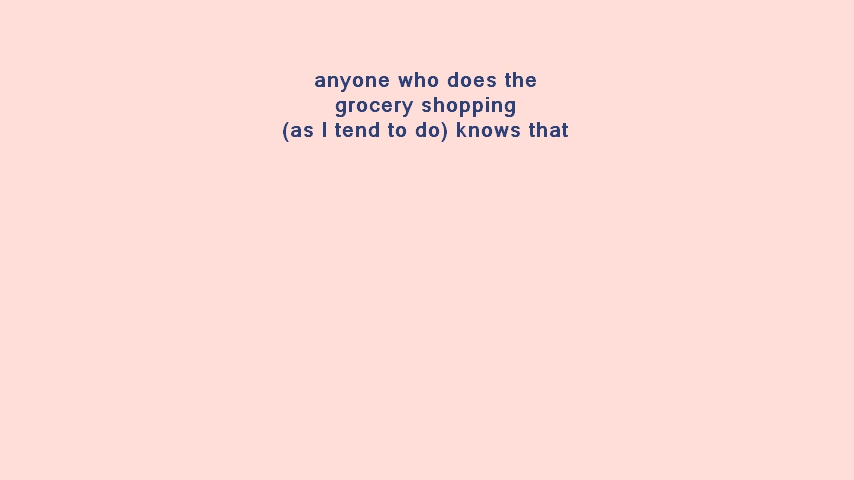 anyone who does the
grocery shopping
(as I tend to do) knows that